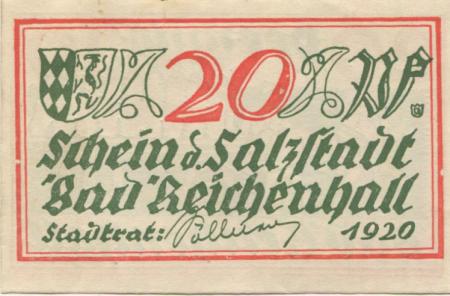 20 Pf.
Schein d. Salzstadt
"Bad" Reichenhall
Stadtrat:
1920